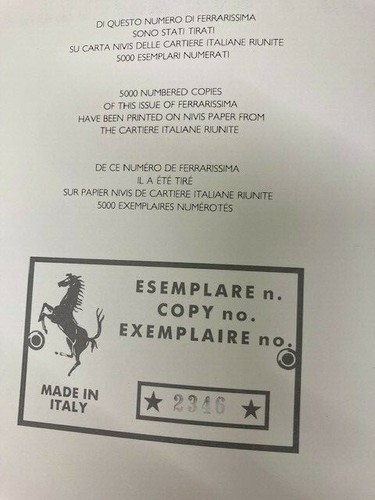 DI QUESTO NUMERO DI FERRARISSIMA
SONO STATI TIRATI
SU CARTA NIVIS DELLE CARTIERE ITALIANE RIUNITE
5000 ESEMPLARI NUMERATI
5000 NUMBERED COPIES
OF THIS ISSUE OF FERRARISSIMA
HAVE BEEN PRINTED ON NIVIS PAPER FROM
THE CARTIERE ITALIANE RIUNITE
DE CE NUMÉRO DE FERRARISSIMA
IL A ÉTÉ TIRÉ
SUR PAPIER NIVIS DE CARTIERE ITALIANE RIUNITE
5000 EXEMPLAIRES NUMÉROTÉS
ESEMPLARE n.
COPY no.
EXEMPLAIRE no.
MADE IN
ITALY
★ 2346 ★